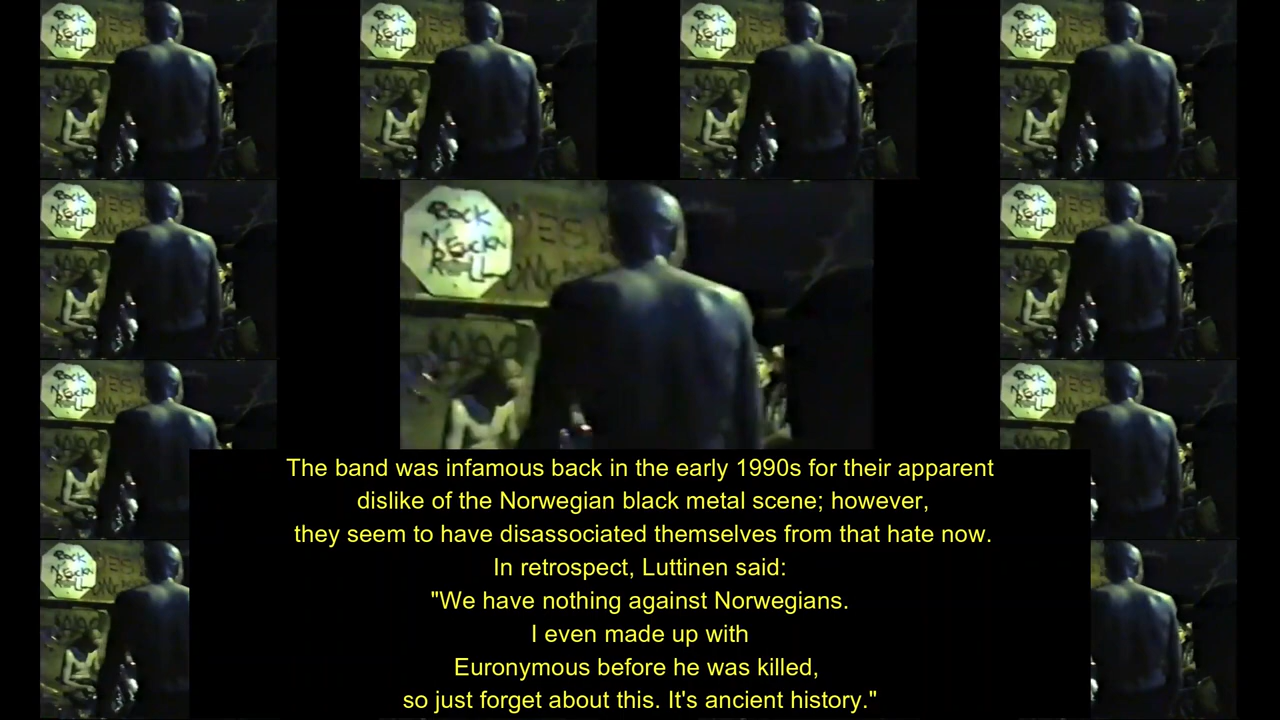 ROCK
N' FUCKN
ROLL
The band was infamous back in the early 1990s for their apparent
dislike of the Norwegian black metal scene; however,
they seem to have disassociated themselves from that hate now.
In retrospect, Luttinen said:
"We have nothing against Norwegians.
I even made up with
Euronymous before he was killed,
so just forget about this. It's ancient history."